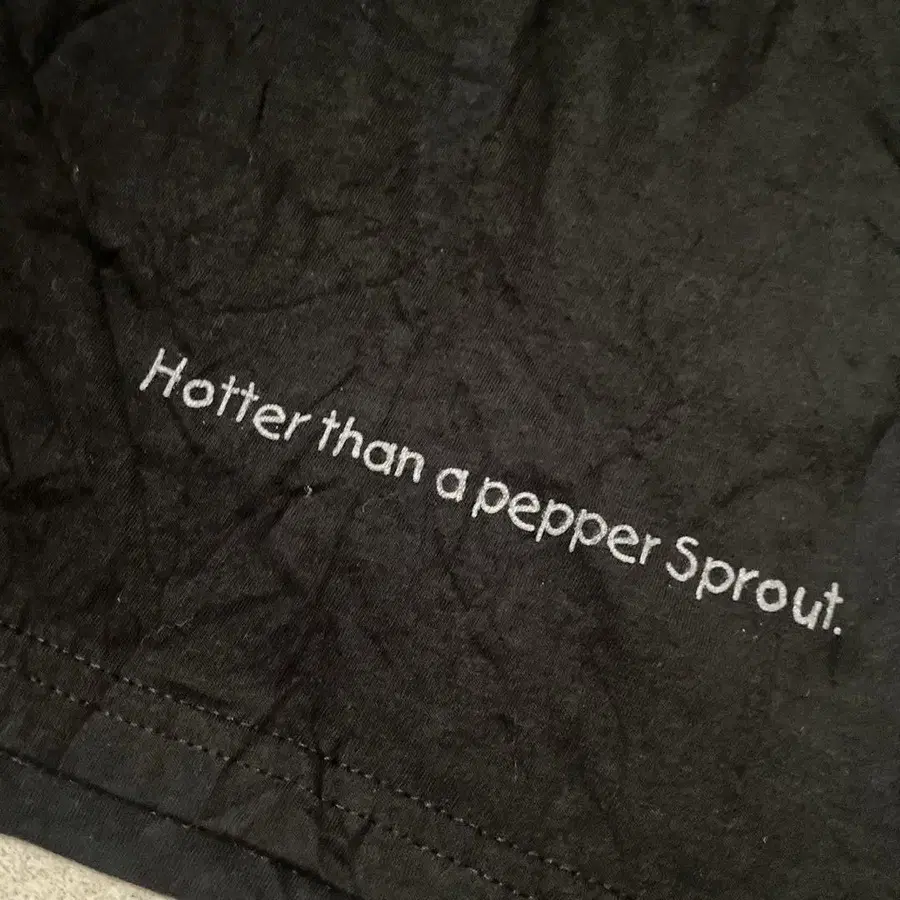 Hotter than a pepper Sprout.